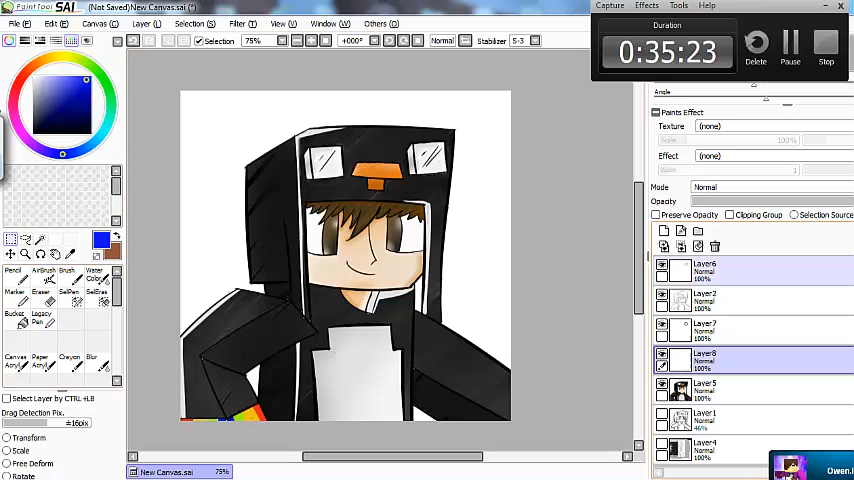 PaintTool SAI (Not Saved)New Canvas.sai (*)
File (F) Edit (E) Canvas (C) Layer (L) Selection (S) Filter (T) View (V) Window (W) Others (O)
Selection 75% +000° Normal Stabilizer S-3
Capture Effects Tools Help
Duration
0:35:23
Delete Pause Stop
Angle
Paints Effect
Texture (none)
Scale 100%
Effect (none)
Width 1
Mode Normal
Opacity
Preserve Opacity Clipping Group Selection Source
Layer6
Normal
100%
Layer2
Normal
100%
Layer7
Normal
100%
Layer8
Normal
100%
Layer5
Normal
100%
Layer1
Normal
46%
Layer4
Normal
100%
Pencil AirBrush Brush Water Color
Marker Eraser SelPen SelEras
Bucket Legacy Pen
Canvas Acryl Paper Acryl Crayon Blur
Select Layer by CTRL+LB
Drag Detection Pix. ±16pix
Transform
Scale
Free Deform
Rotate
New Canvas.sai 75%
Owen.